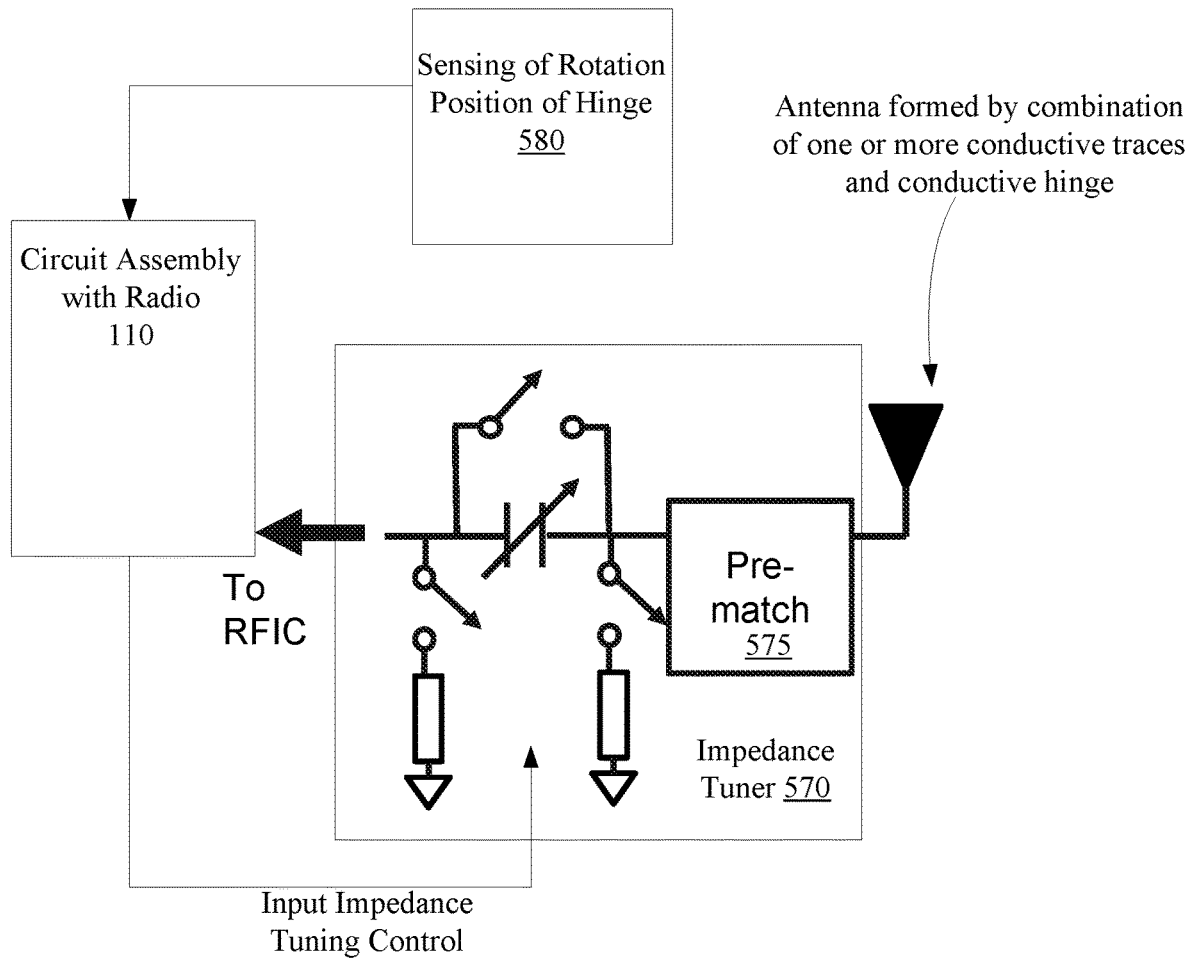 Sensing of Rotation
Position of Hinge
580
Antenna formed by combination
of one or more conductive traces
and conductive hinge
Circuit Assembly
with Radio
110
To
RFIC
Pre-
match
575
Impedance
Tuner 570
Input Impedance
Tuning Control